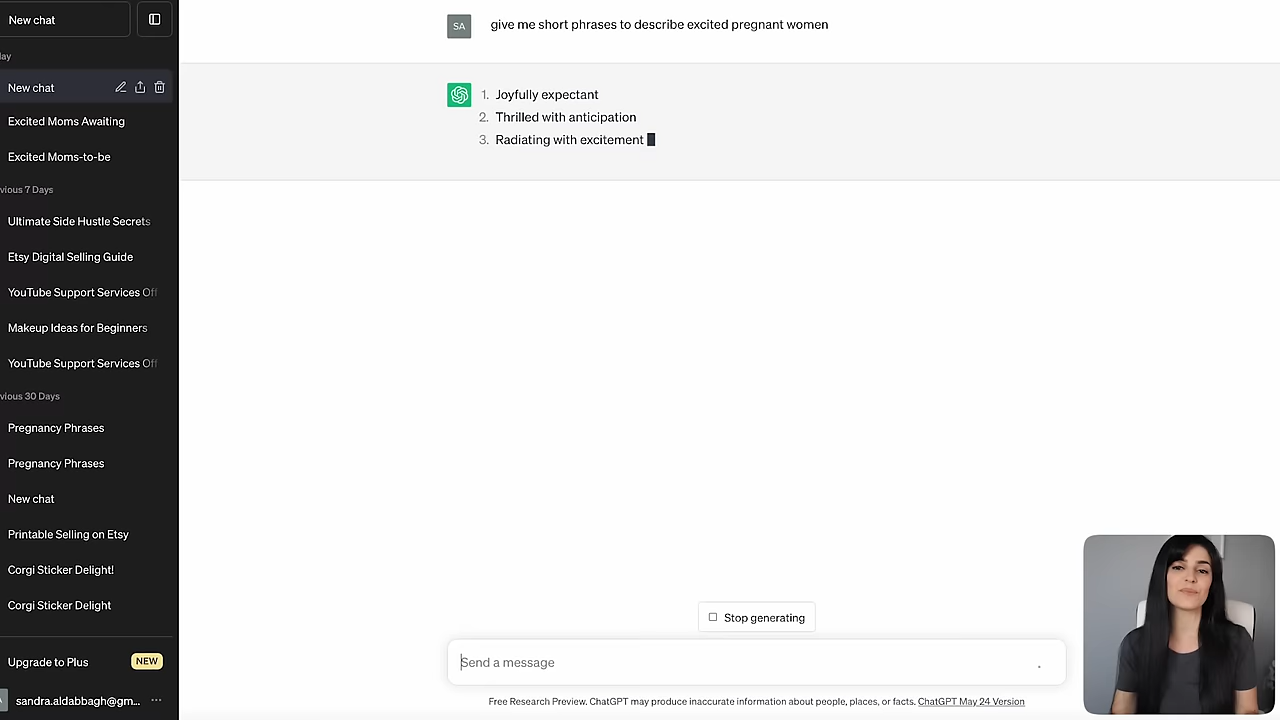 New chat
ay
New chat
Excited Moms Awaiting
Excited Moms-to-be
vious 7 Days
Ultimate Side Hustle Secrets
Etsy Digital Selling Guide
YouTube Support Services Off
Makeup Ideas for Beginners
YouTube Support Services Off
vious 30 Days
Pregnancy Phrases
Pregnancy Phrases
New chat
Printable Selling on Etsy
Corgi Sticker Delight!
Corgi Sticker Delight
Upgrade to Plus NEW
sandra.aldabbagh@gm...
SA give me short phrases to describe excited pregnant women
1. Joyfully expectant
2. Thrilled with anticipation
3. Radiating with excitement
Stop generating
Send a message
Free Research Preview. ChatGPT may produce inaccurate information about people, places, or facts. ChatGPT May 24 Version